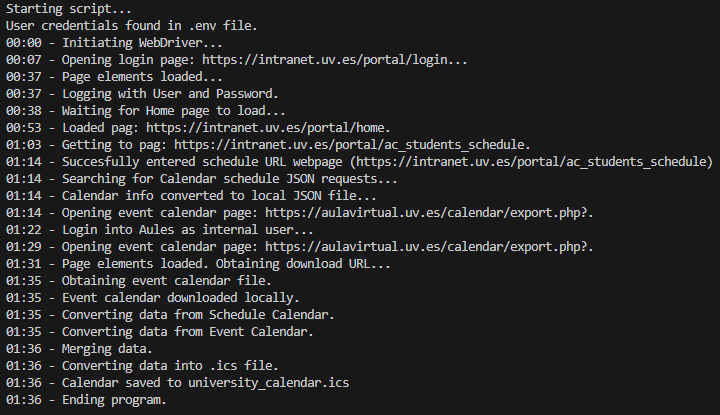 Starting script...
User credentials found in .env file.
00:00 - Initiating WebDriver...
00:07 - Opening login page: https://intranet.uv.es/portal/login...
00:37 - Page elements loaded...
00:37 - Logging with User and Password.
00:38 - Waiting for Home page to load...
00:53 - Loaded pag: https://intranet.uv.es/portal/home.
01:03 - Getting to pag: https://intranet.uv.es/portal/ac_students_schedule.
01:14 - Succesfully entered schedule URL webpage (https://intranet.uv.es/portal/ac_students_schedule)
01:14 - Searching for Calendar schedule JSON requests...
01:14 - Calendar info converted to local JSON file...
01:14 - Opening event calendar page: https://aulavirtual.uv.es/calendar/export.php?.
01:22 - Login into Aules as internal user...
01:29 - Opening event calendar page: https://aulavirtual.uv.es/calendar/export.php?.
01:31 - Page elements loaded. Obtaining download URL...
01:35 - Obtaining event calendar file.
01:35 - Event calendar downloaded locally.
01:35 - Converting data from Schedule Calendar.
01:35 - Converting data from Event Calendar.
01:36 - Merging data.
01:36 - Converting data into .ics file.
01:36 - Calendar saved to university_calendar.ics
01:36 - Ending program.